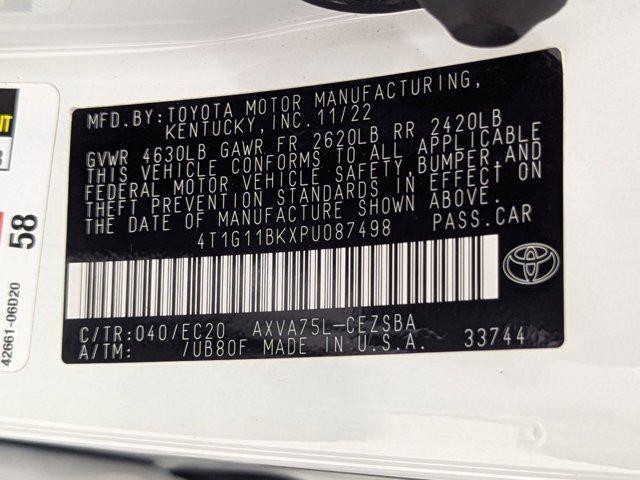 MFD.BY:TOYOTA MOTOR MANUFACTURING,
KENTUCKY,INC.11/22
GVWR 4630LB GAWR FR 2620LB RR 2420LB
THIS VEHICLE CONFORMS TO ALL APPLICABLE
FEDERAL MOTOR VEHICLE SAFETY,BUMPER,AND
THEFT PREVENTION STANDARDS IN EFFECT ON
THE DATE OF MANUFACTURE SHOWN ABOVE.
4T1G11BKXPU087498 PASS.CAR
C/TR:040/EC20 AXVA75L-CEZSBA
A/TM: /UB80F MADE IN U.S.A. 33744
58
42661-06D20